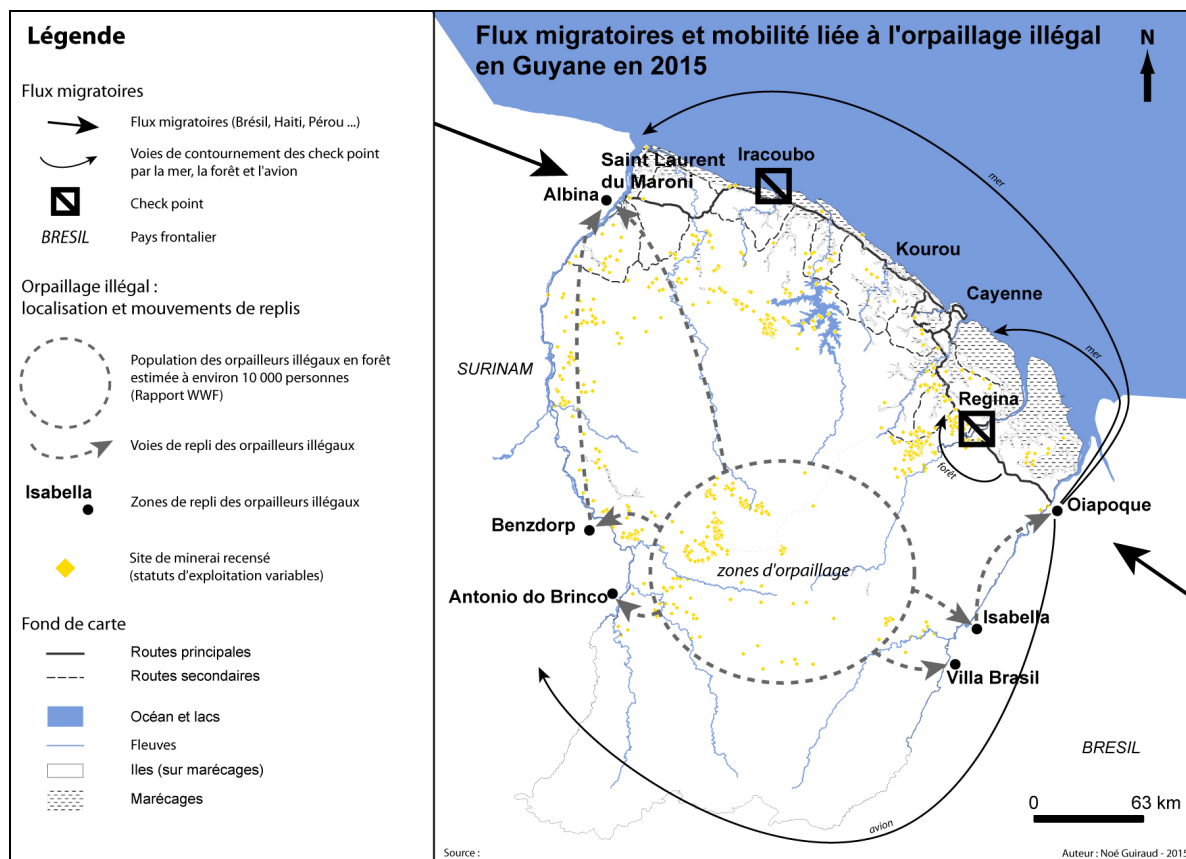 Légende
Flux migratoires
Flux migratoires (Brésil, Haiti, Pérou ...)
Voies de contournement des check point
par la mer, la forêt et l'avion
Check point
BRESIL
Pays frontalier
Orpaillage illégal :
localisation et mouvements de replis
Population des orpailleurs illégaux en forêt
estimée à environ 10 000 personnes
(Rapport WWF)
Voies de repli des orpailleurs illégaux
Isabella
Zones de repli des orpailleurs illégaux
Site de minerai recensé
(statuts d'exploitation variables)
Fond de carte
Routes principales
Routes secondaires
Océan et lacs
Fleuves
Iles (sur marécages)
Marécages
Flux migratoires et mobilité liée à l'orpaillage illégal
en Guyane en 2015
N
Saint Laurent
du Maroni
Iracoubo
Albina
mer
Kourou
Cayenne
mer
SURINAM
Regina
forêt
Oiapoque
Benzdorp
zones d'orpaillage
Antonio do Brinco
Isabella
Villa Brasil
BRESIL
0
63 km
avion
Source :
Auteur : Noé Guiraud - 2015